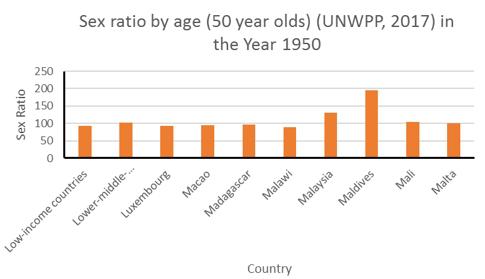 Sex ratio by age (50 year olds) (UNWPP, 2017) in
the Year 1950
250
200
150
100
50
0
Sex Ratio
Low-income countries
Lower-middle-...
Luxembourg
Macao
Madagascar
Malawi
Malaysia
Maldives
Mali
Malta
Country